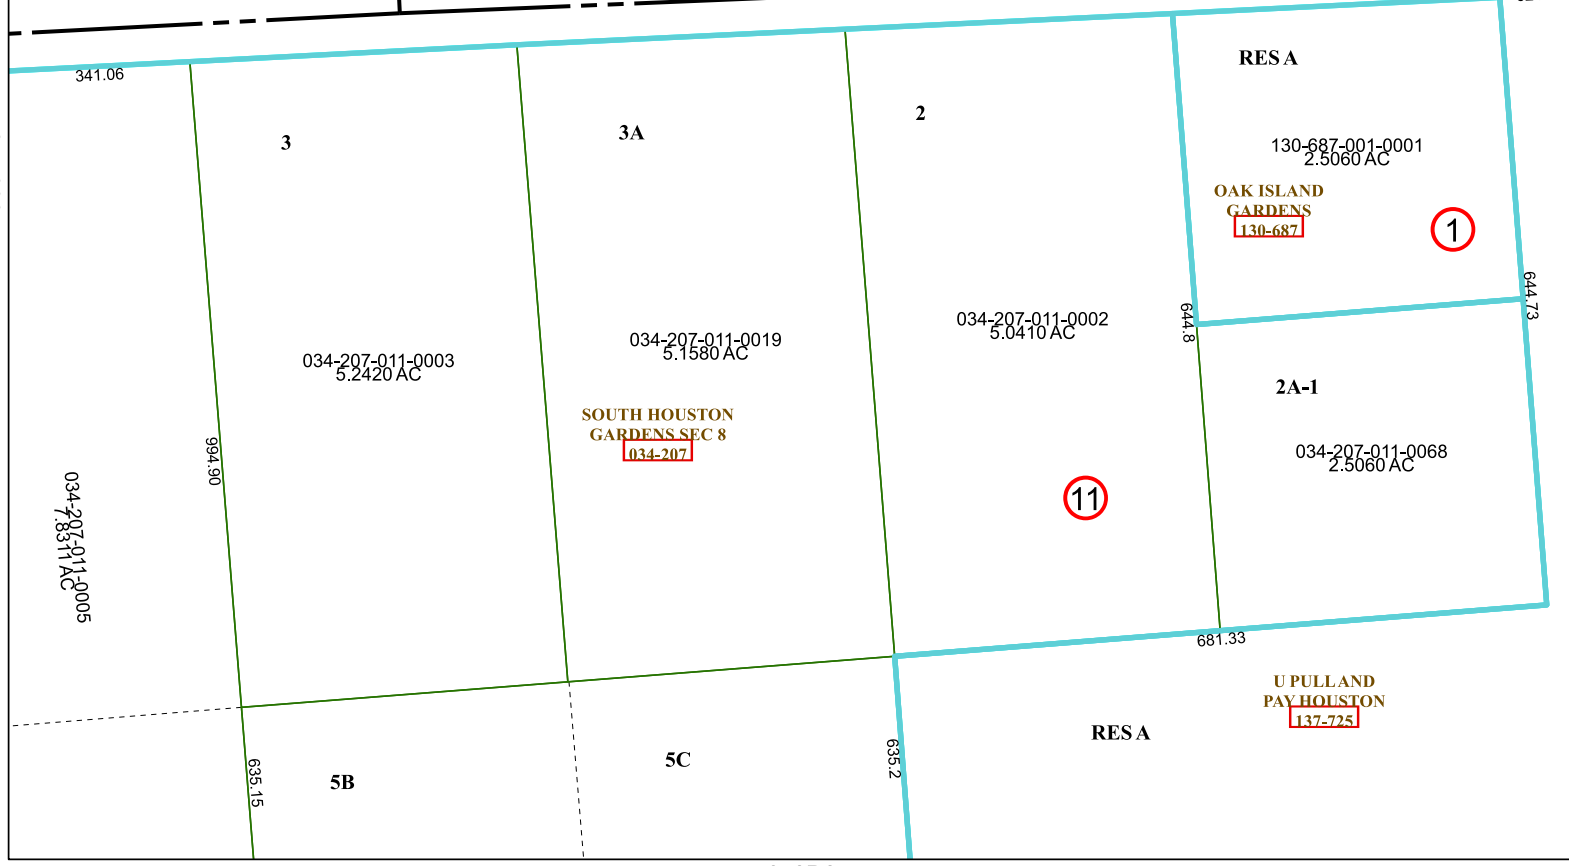 341.06
3
3A
2
RES A
130-687-001-0001
2.5060 AC
OAK ISLAND
GARDENS
130-687
1
644.73
644.8
034-207-011-0002
5.0410 AC
034-207-011-0019
5.1580 AC
034-207-011-0003
5.2420 AC
2A-1
034-207-011-0068
2.5060 AC
SOUTH HOUSTON
GARDENS SEC 8
034-207
994.90
11
034-207-011-0005
7.8311 AC
681.33
U PULL AND
PAY HOUSTON
137-725
RES A
635.2
5C
5B
635.15